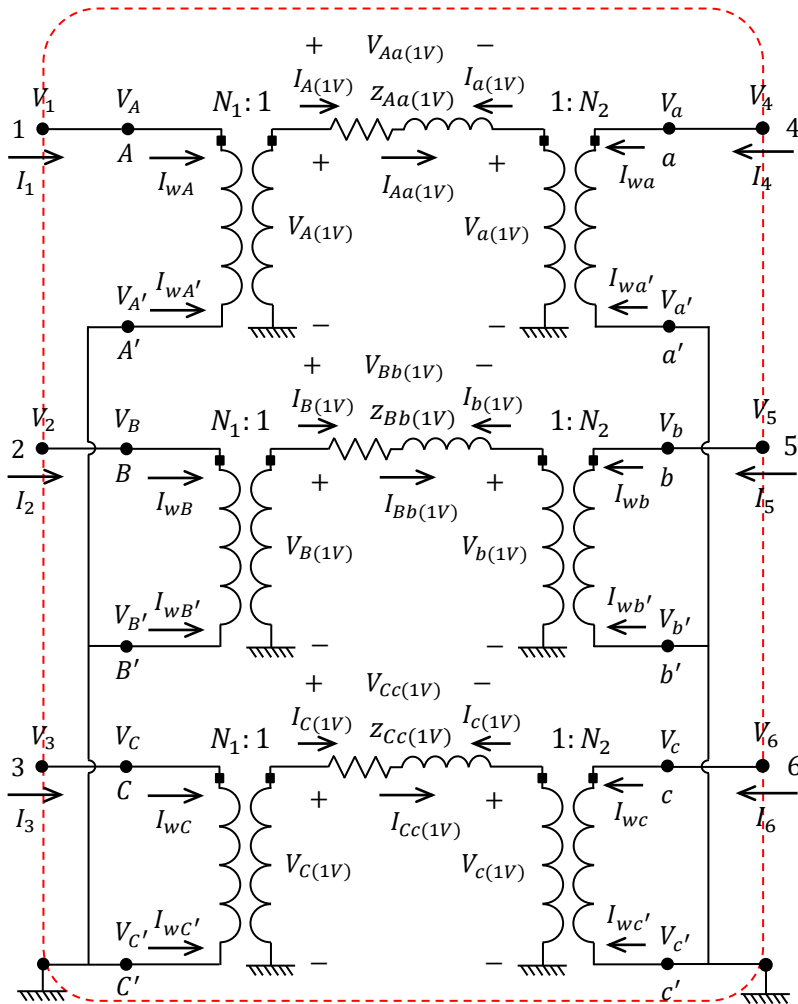 + V_{Aa(1V)} −
V_1 V_A N_1: 1 I_{A(1V)} z_{Aa(1V)} I_{a(1V)} 1: N_2 V_a V_4
1 A + I_{Aa(1V)} + a 4
I_1 I_{wA} I_{wa} I_4
V_{A(1V)} V_{a(1V)}
V_{A′} I_{wA′} I_{wa′} V_{a′}
A′ − − a′
+ V_{Bb(1V)} −
V_2 V_B N_1: 1 I_{B(1V)} z_{Bb(1V)} I_{b(1V)} 1: N_2 V_b V_5
2 B + I_{Bb(1V)} + b 5
I_2 I_{wB} I_{wb} I_5
V_{B(1V)} V_{b(1V)}
V_{B′} I_{wB′} I_{wb′} V_{b′}
B′ − − b′
+ V_{Cc(1V)} −
V_3 V_C N_1: 1 I_{C(1V)} z_{Cc(1V)} I_{c(1V)} 1: N_2 V_c V_6
3 C + I_{Cc(1V)} + c 6
I_3 I_{wC} I_{wc} I_6
V_{C(1V)} V_{c(1V)}
V_{C′} I_{wC′} I_{wc′} V_{c′}
C′ − − c′